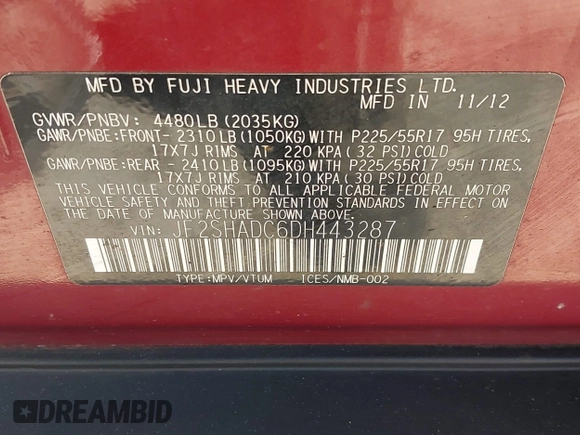 MFD BY FUJI HEAVY INDUSTRIES LTD.
MFD IN 11/12
GVWR/PNBV: 4480LB(2035KG)
GAWR/PNBE:FRONT-2310LB(1050KG)WITH P225/55R17 95H TIRES,
17X7J RIMS AT 220 KPA(32 PSI)COLD
GAWR/PNBE:REAR -2410LB(1095KG)WITH P225/55R17 95H TIRES,
17X7J RIMS AT 210 KPA(30 PSI)COLD
THIS VEHICLE CONFORMS TO ALL APPLICABLE FEDERAL MOTOR
VEHICLE SAFETY AND THEFT PREVENTION STANDARDS IN EFFECT ON
THE DATE OF MANUFACTURE SHOWN ABOVE.
VIN: JF2SHADC6DH443287
TYPE:MPV/VTUM ICES/NMB-002
DREAMBID